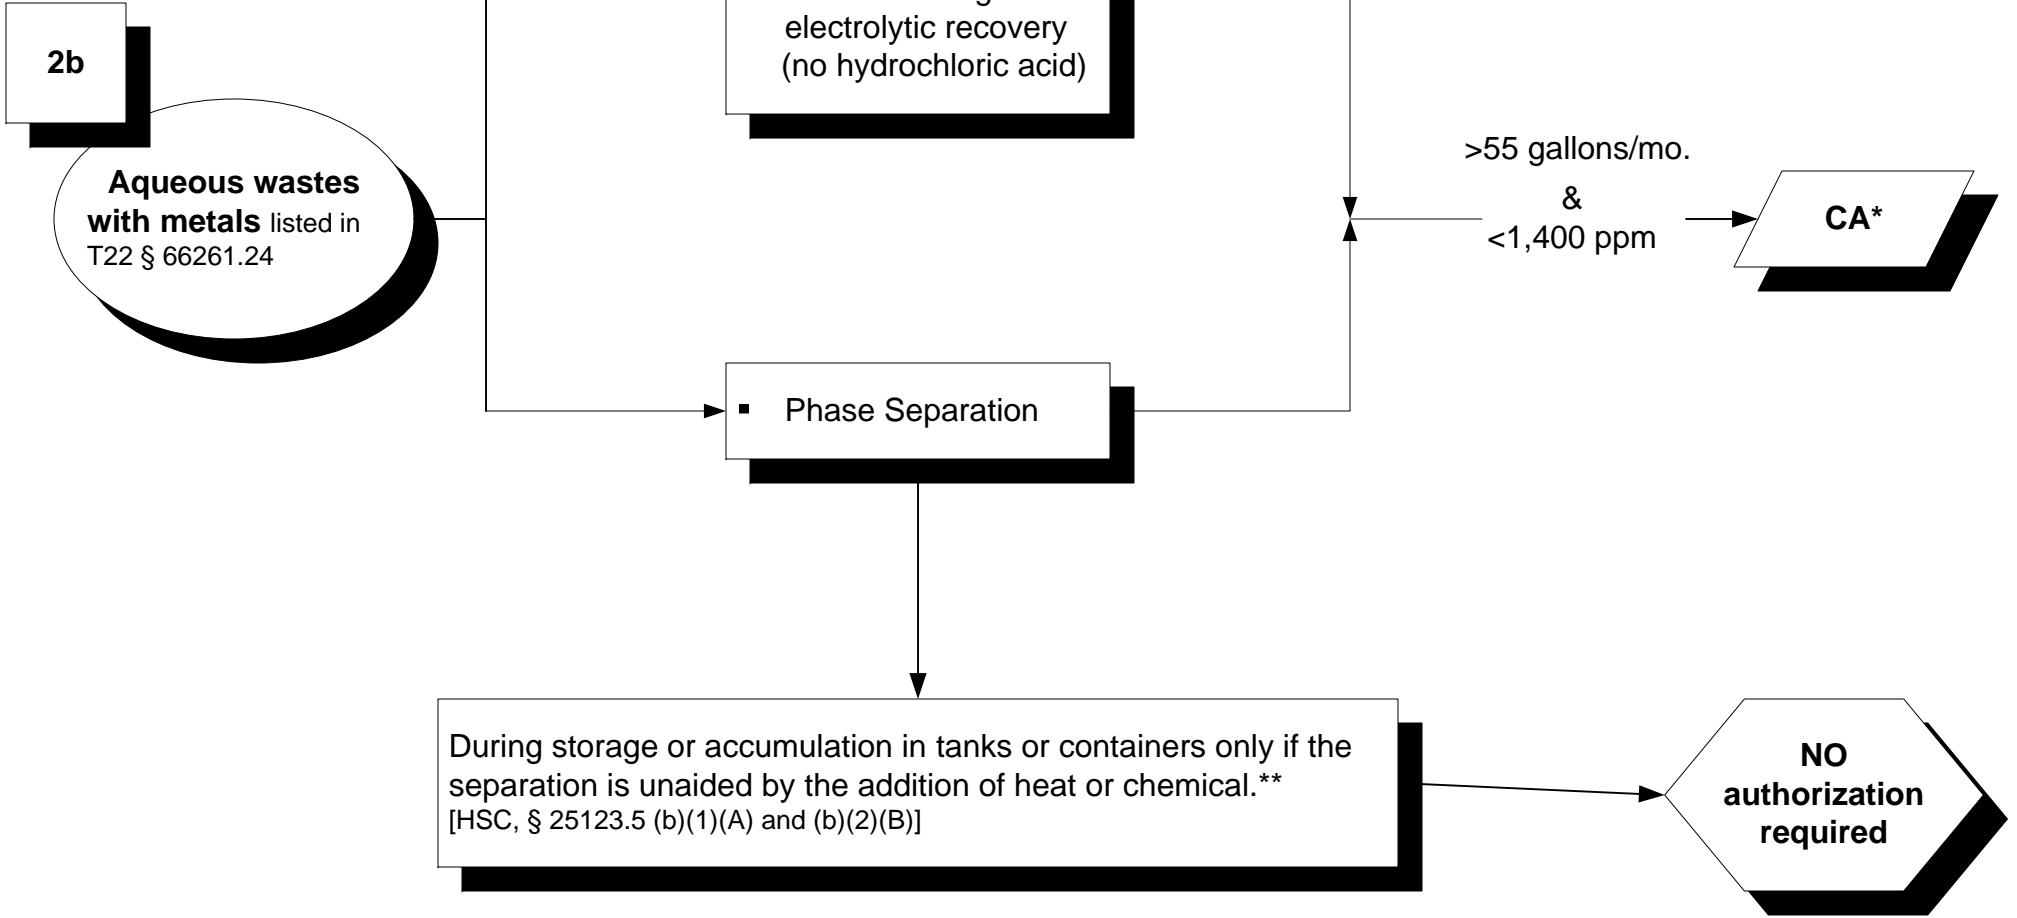 electrolytic recovery
(no hydrochloric acid)
2b
>55 gallons/mo.
&
<1,400 ppm
Aqueous wastes
with metals listed in
T22 § 66261.24
CA*
▪ Phase Separation
During storage or accumulation in tanks or containers only if the
separation is unaided by the addition of heat or chemical.**
[HSC, § 25123.5 (b)(1)(A) and (b)(2)(B)]
NO
authorization
required